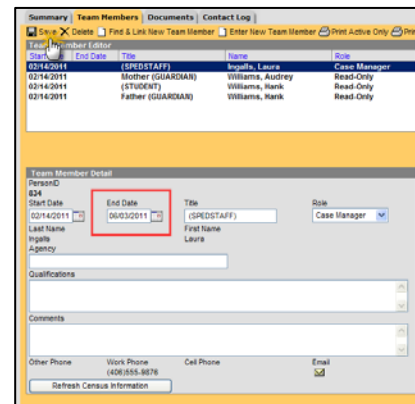 Summary Team Members Documents Contact Log
Save Delete Find & Link New Team Member Enter New Team Member Print Active Only Prin
Team Member Editor
Start Date End Date Title Name Role
02/14/2011 (SPEDSTAFF) Ingalls, Laura Case Manager
02/14/2011 Mother (GUARDIAN) Williams, Audrey Read-Only
02/14/2011 (STUDENT) Williams, Hank Read-Only
02/14/2011 Father (GUARDIAN) Williams, Hank Read-Only
Team Member Detail
PersonID
834
Start Date End Date Title Role
02/14/2011 06/03/2011 (SPEDSTAFF) Case Manager
Last Name First Name
Ingalls Laura
Agency
Qualifications
Comments
Other Phone Work Phone Cell Phone Email
(406)555-9876
Refresh Census Information